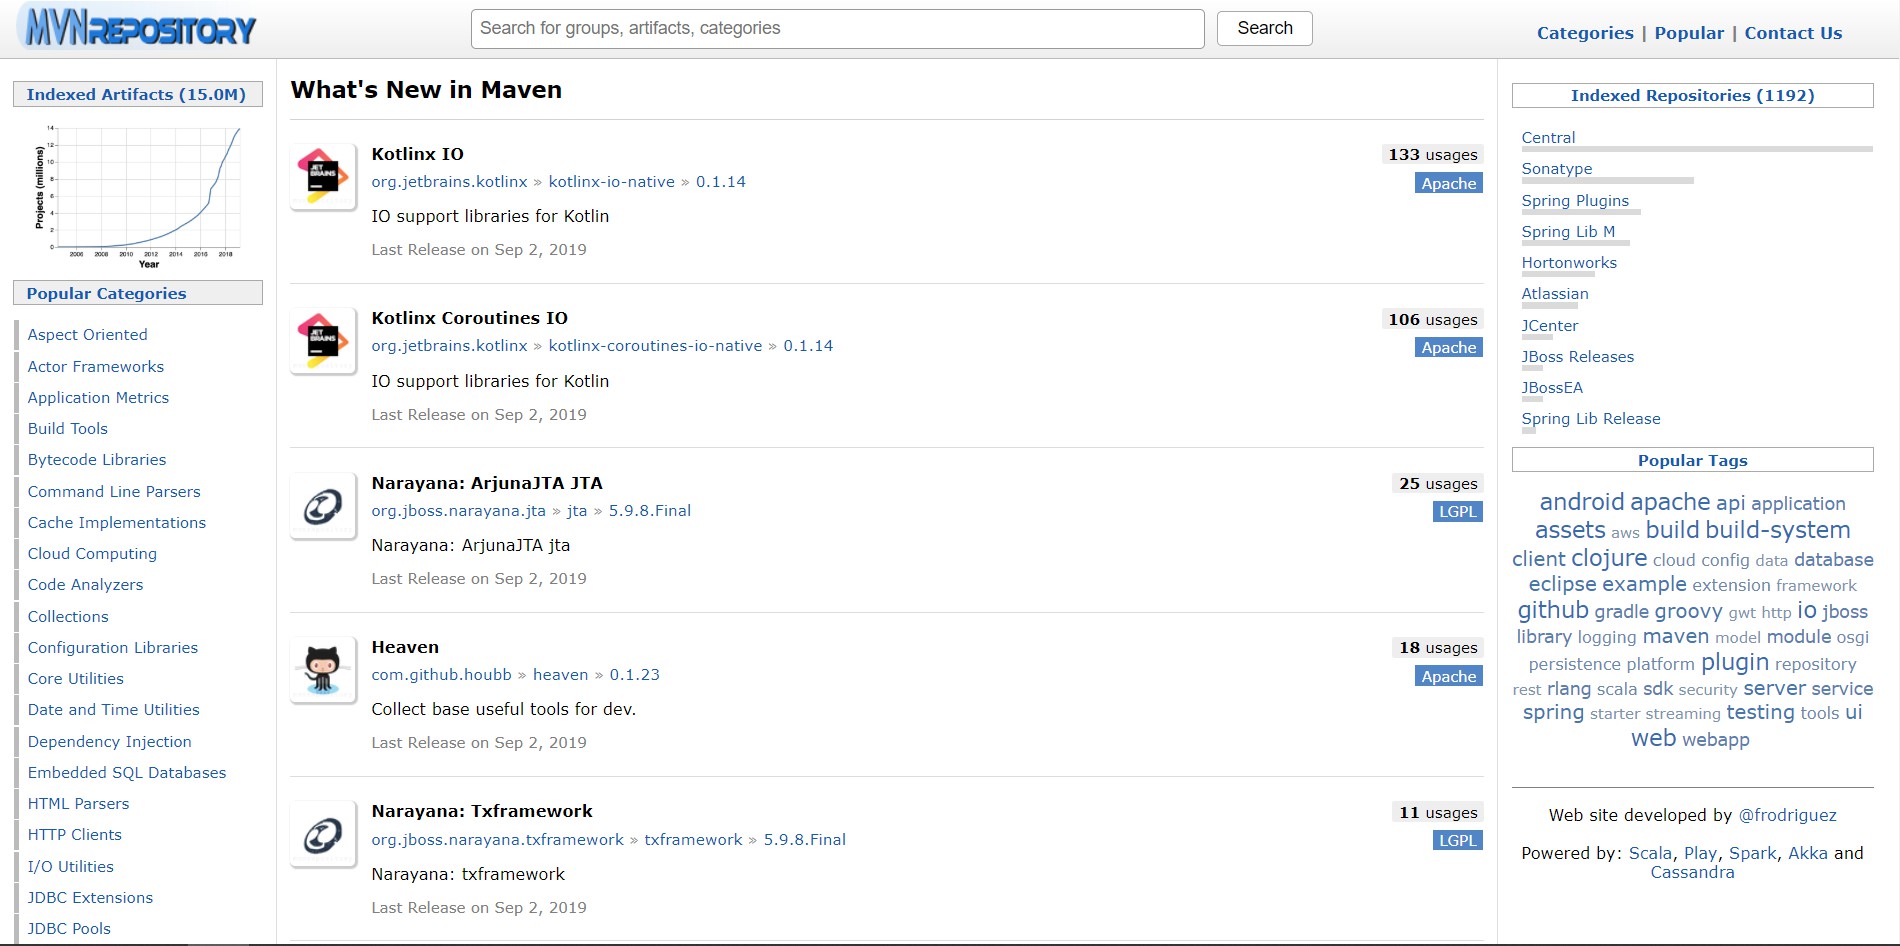 MVNREPOSITORY
Search for groups, artifacts, categories
Search
Categories | Popular | Contact Us
Indexed Artifacts (15.0M)
Projects (millions)
14
12
10
8
6
4
2
0
2006 2008 2010 2012 2014 2016 2018
Year
Popular Categories
Aspect Oriented
Actor Frameworks
Application Metrics
Build Tools
Bytecode Libraries
Command Line Parsers
Cache Implementations
Cloud Computing
Code Analyzers
Collections
Configuration Libraries
Core Utilities
Date and Time Utilities
Dependency Injection
Embedded SQL Databases
HTML Parsers
HTTP Clients
I/O Utilities
JDBC Extensions
JDBC Pools
What's New in Maven
JET
BRAINS
Kotlinx IO
133 usages
org.jetbrains.kotlinx » kotlinx-io-native » 0.1.14
Apache
IO support libraries for Kotlin
Last Release on Sep 2, 2019
JET
BRAINS
Kotlinx Coroutines IO
106 usages
org.jetbrains.kotlinx » kotlinx-coroutines-io-native » 0.1.14
Apache
IO support libraries for Kotlin
Last Release on Sep 2, 2019
Narayana: ArjunaJTA JTA
25 usages
org.jboss.narayana.jta » jta » 5.9.8.Final
LGPL
Narayana: ArjunaJTA jta
Last Release on Sep 2, 2019
Heaven
18 usages
com.github.houbb » heaven » 0.1.23
Apache
Collect base useful tools for dev.
Last Release on Sep 2, 2019
Narayana: Txframework
11 usages
org.jboss.narayana.txframework » txframework » 5.9.8.Final
LGPL
Narayana: txframework
Last Release on Sep 2, 2019
Indexed Repositories (1192)
Central
Sonatype
Spring Plugins
Spring Lib M
Hortonworks
Atlassian
JCenter
JBoss Releases
JBossEA
Spring Lib Release
Popular Tags
android apache api application
assets aws build build-system
client clojure cloud config data database
eclipse example extension framework
github gradle groovy gwt http io jboss
library logging maven model module osgi
persistence platform plugin repository
rest rlang scala sdk security server service
spring starter streaming testing tools ui
web webapp
Web site developed by @frodriguez
Powered by: Scala, Play, Spark, Akka and
Cassandra